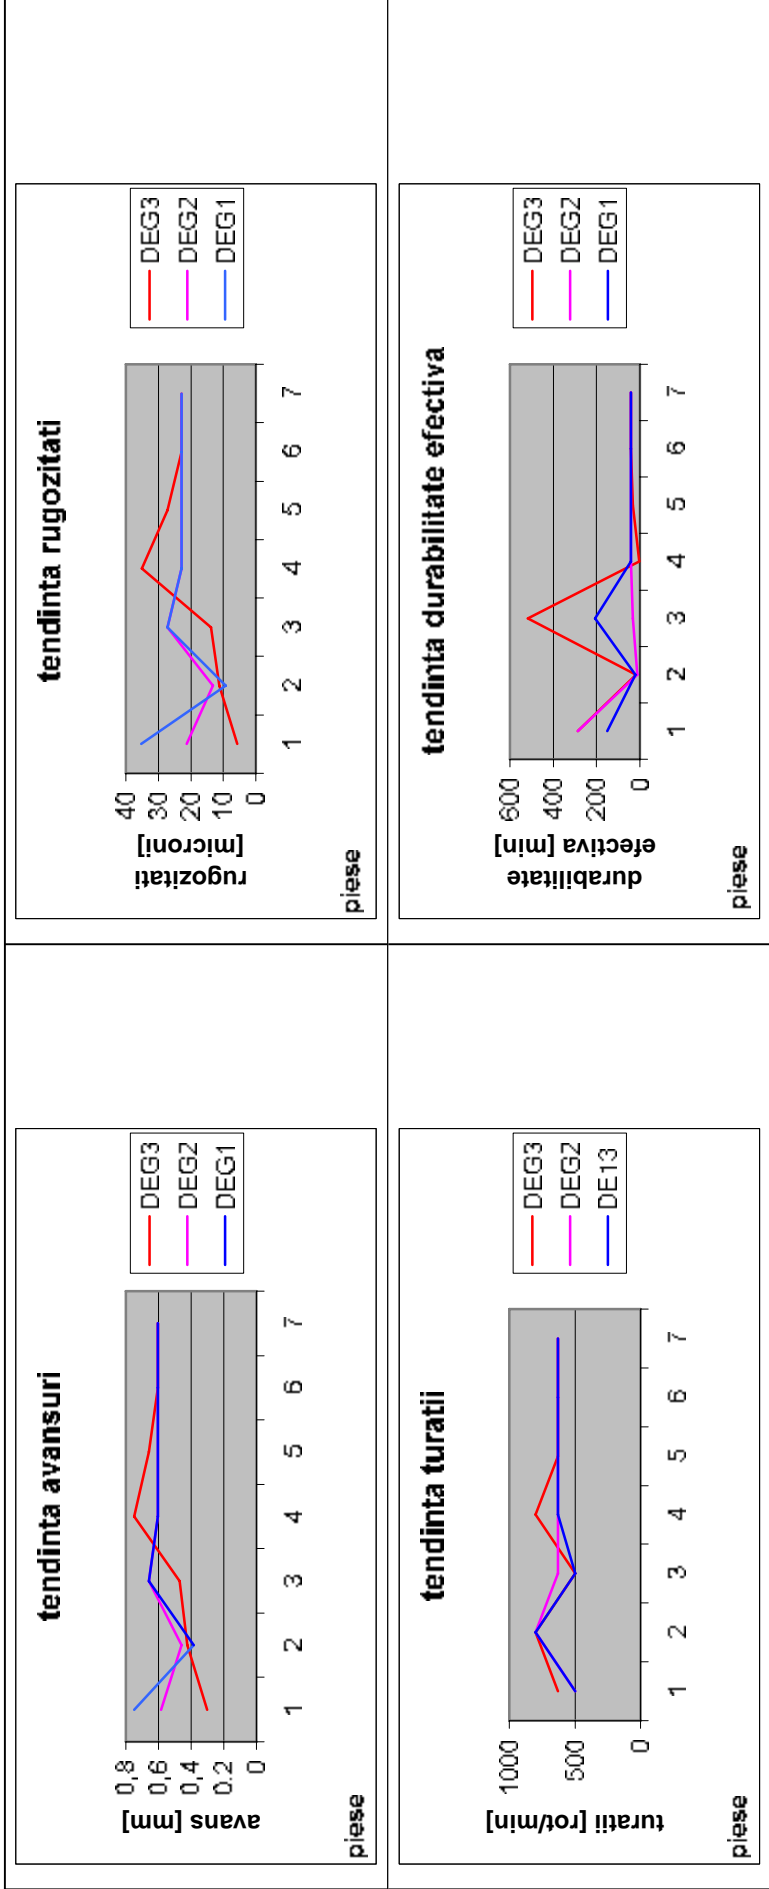 tendinta avansuri
avans [mm]
0,8
0,6
0,4
0,2
0
1 2 3 4 5 6 7
piese
DEG3
DEG2
DEG1
tendinta rugozitati
rugozitati
[microni]
40
30
20
10
0
1 2 3 4 5 6 7
piese
DEG3
DEG2
DEG1
tendinta turatii
turatii [rot/min]
1000
500
0
1 2 3 4 5 6 7
piese
DEG3
DEG2
DE13
tendinta durabilitate efectiva
durabilitate
efectiva [min]
600
400
200
0
1 2 3 4 5 6 7
piese
DEG3
DEG2
DEG1